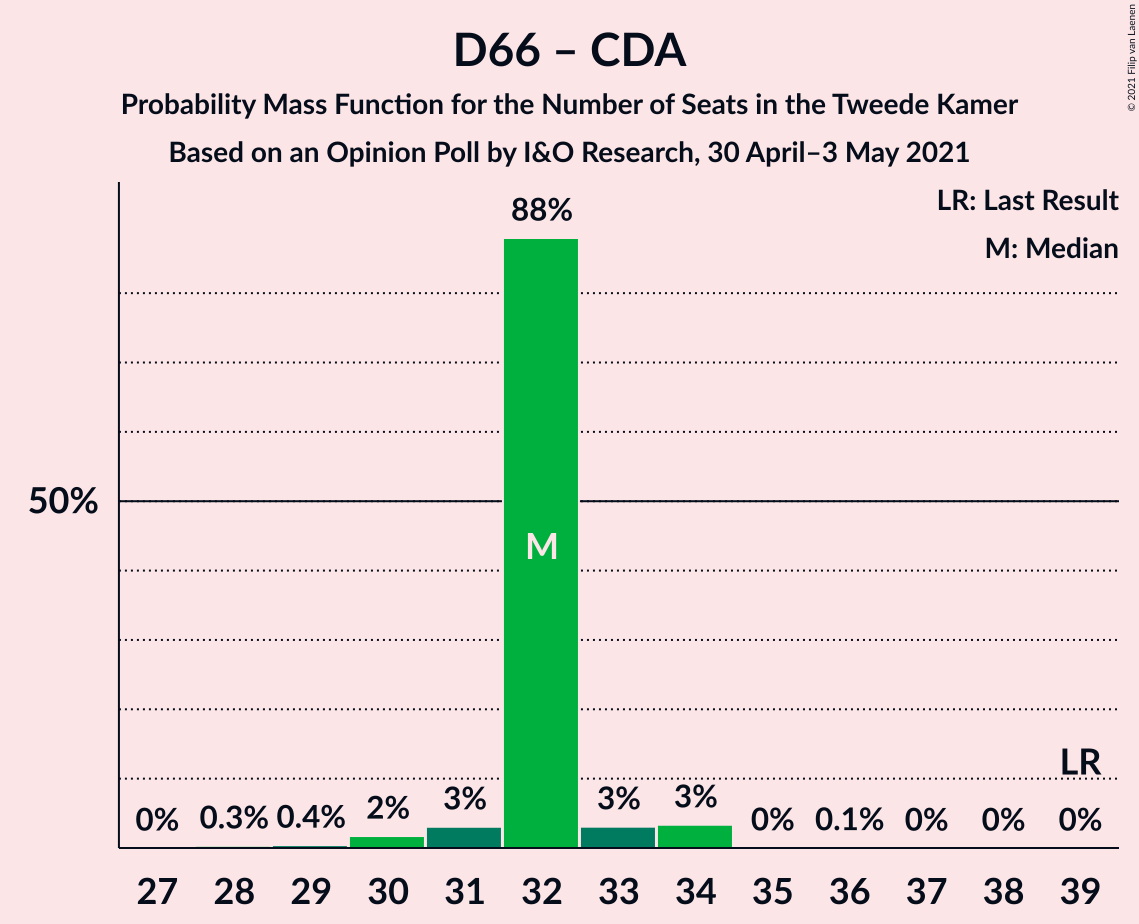 D66 – CDA
Probability Mass Function for the Number of Seats in the Tweede Kamer
Based on an Opinion Poll by I&O Research, 30 April–3 May 2021
© 2021 Filip van Laenen
LR: Last Result
M: Median
88%
50%
M
LR
0% 0.3% 0.4% 2% 3% 3% 3% 0% 0.1% 0% 0% 0%
27 28 29 30 31 32 33 34 35 36 37 38 39